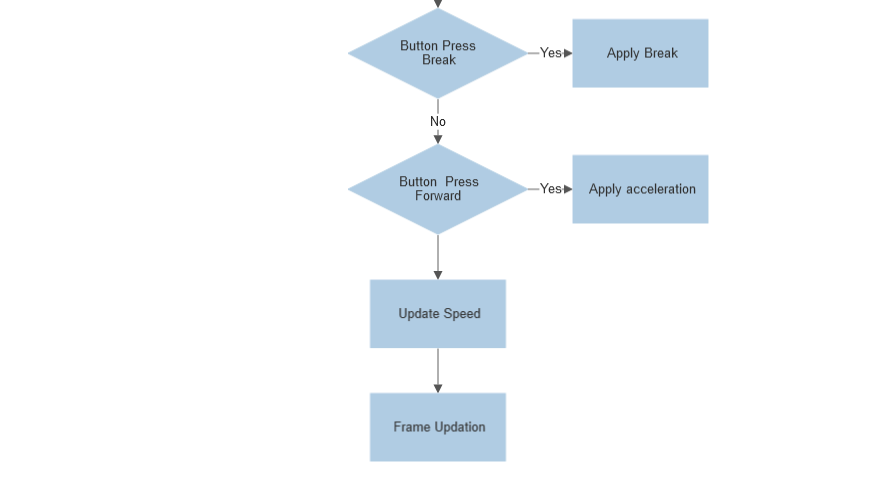 Button Press
Break
Yes
Apply Break
No
Button  Press
Forward
Yes
Apply acceleration
Update Speed
Frame Updation